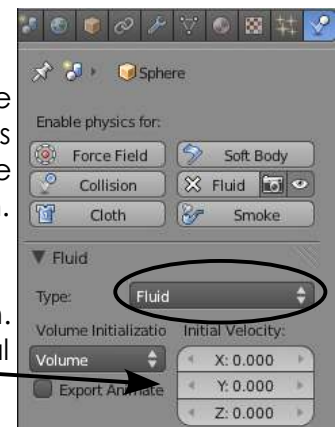 Sphere
e
Enable physics for:
s
Force Field Soft Body
e
Collision Fluid
.
Cloth Smoke
Fluid
Type: Fluid
.
Volume Initializatio Initial Velocity:
l
Volume X: 0.000
Export Animate Y: 0.000
Z: 0.000